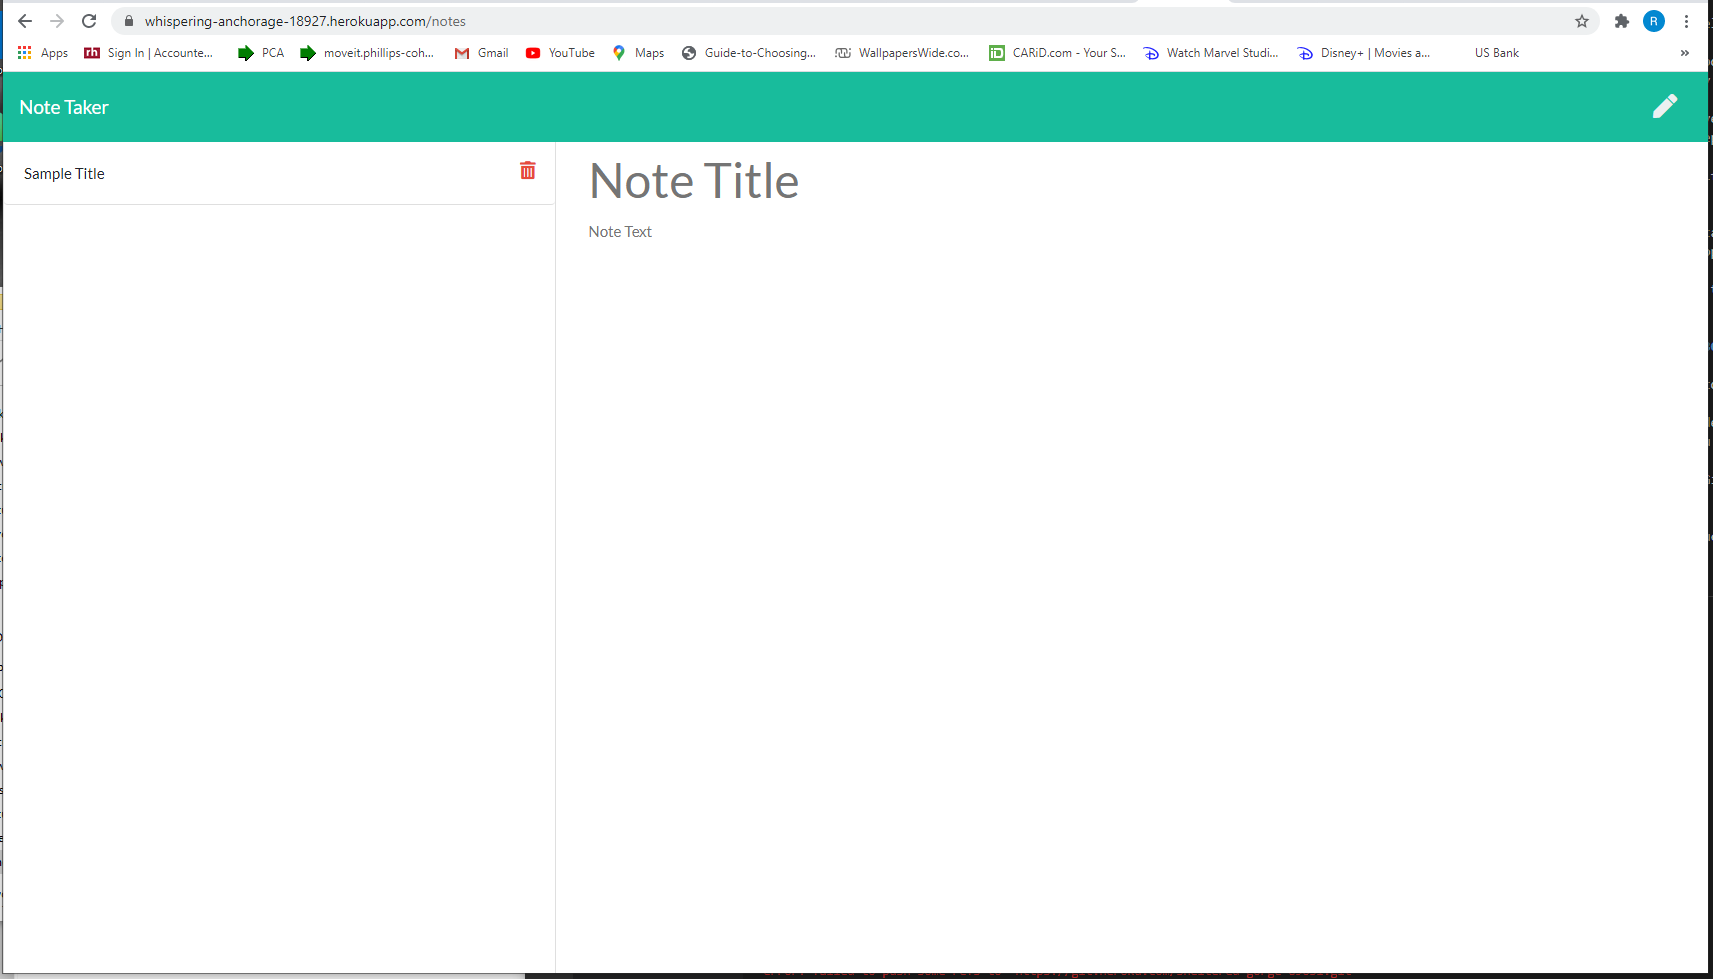 whispering-anchorage-18927.herokuapp.com/notes
R
Apps rh Sign In | Accounte... PCA moveit.phillips-coh... Gmail YouTube Maps Guide-to-Choosing... WallpapersWide.co... iD CARiD.com - Your S... Watch Marvel Studi... Disney+ | Movies a... US Bank »
Note Taker
Sample Title
Note Title
Note Text